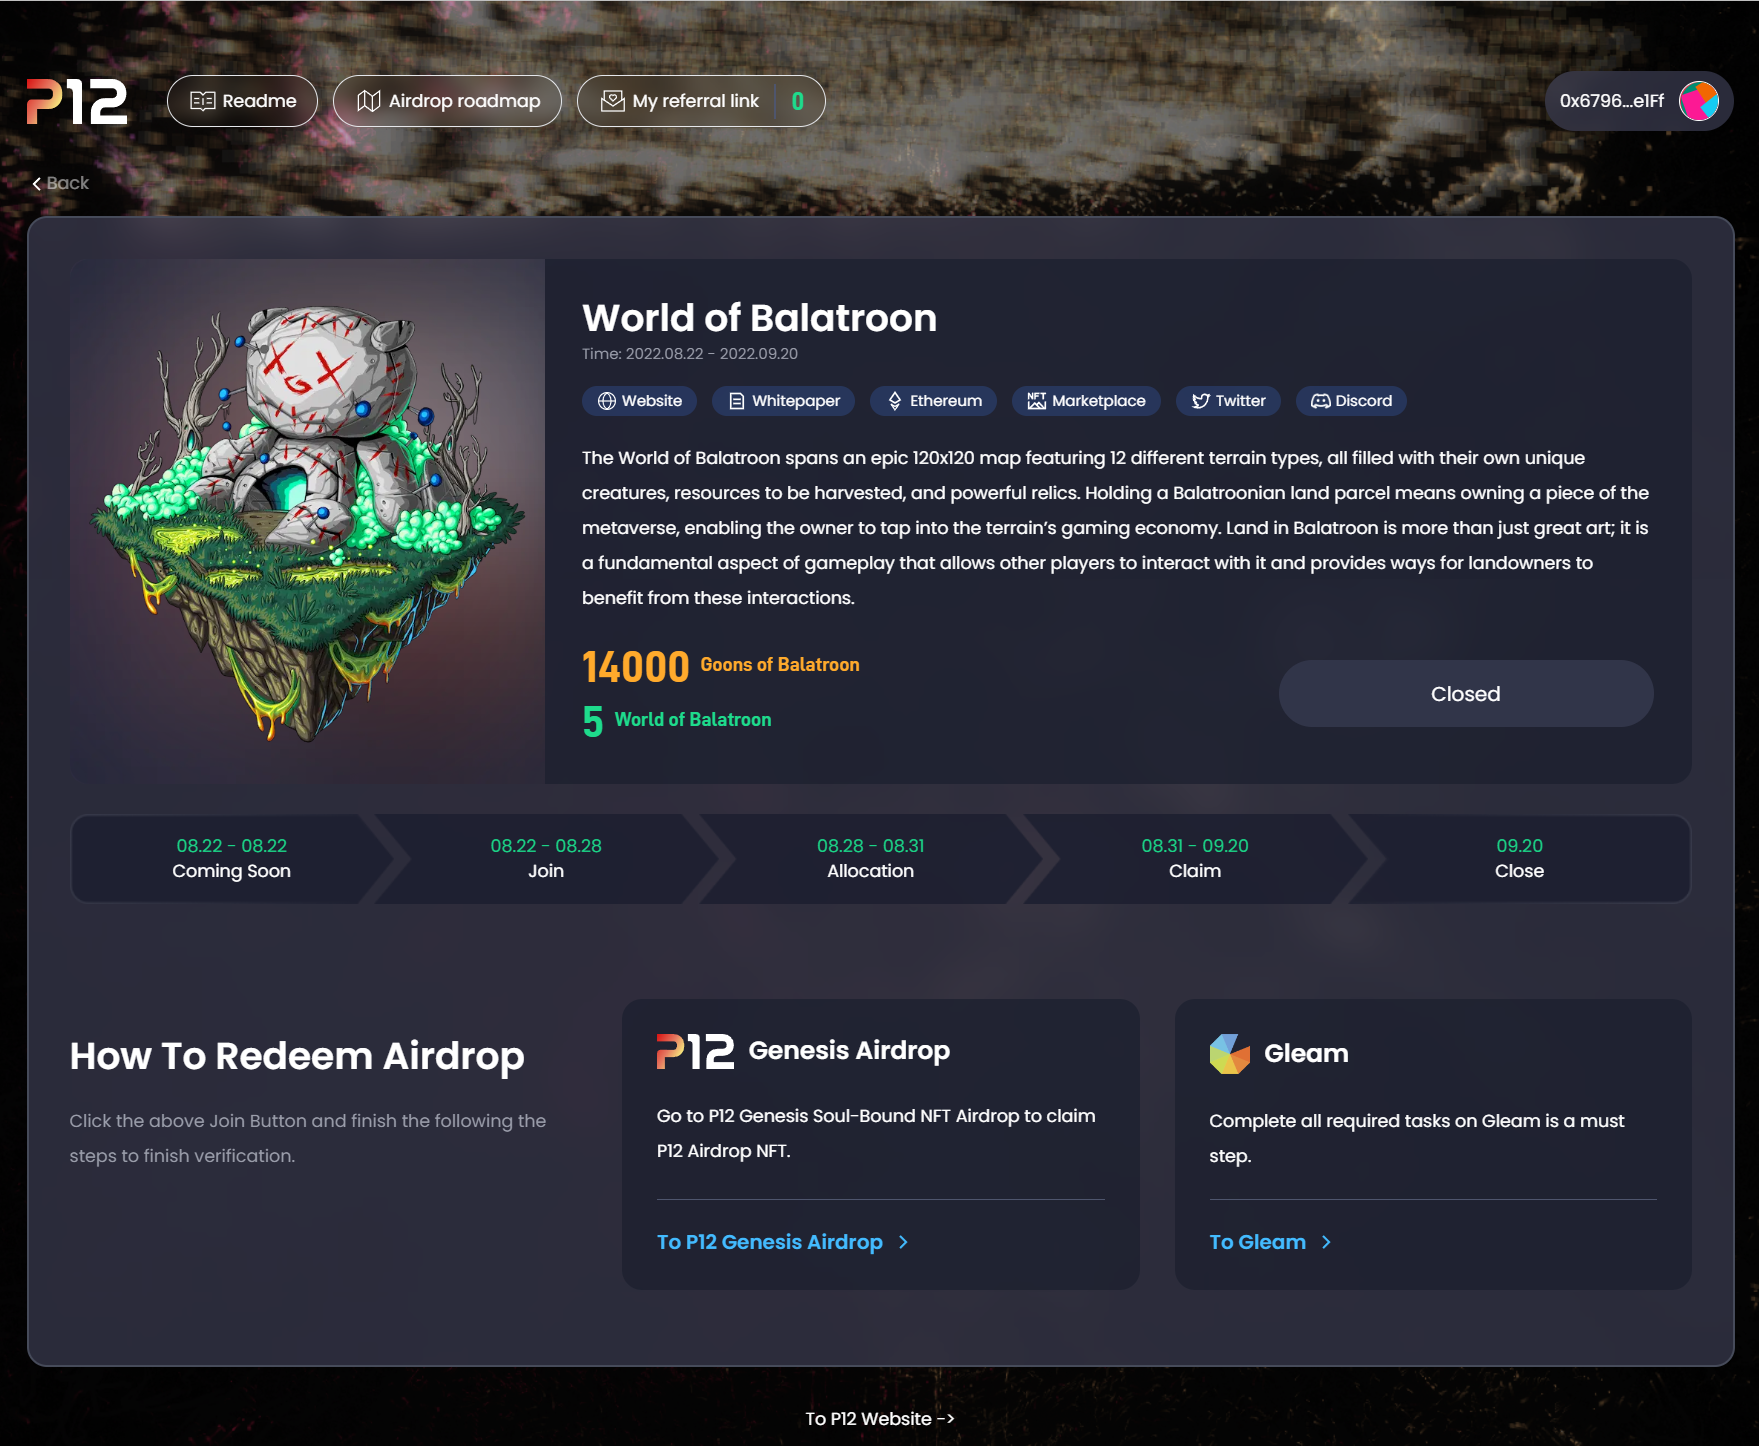 P12
Readme
Airdrop roadmap
My referral link 0
0x6796...e1Ff
Back
World of Balatroon
Time: 2022.08.22 - 2022.09.20
Website
Whitepaper
Ethereum
NFT Marketplace
Twitter
Discord
The World of Balatroon spans an epic 120x120 map featuring 12 different terrain types, all filled with their own unique
creatures, resources to be harvested, and powerful relics. Holding a Balatroonian land parcel means owning a piece of the
metaverse, enabling the owner to tap into the terrain’s gaming economy. Land in Balatroon is more than just great art; it is
a fundamental aspect of gameplay that allows other players to interact with it and provides ways for landowners to
benefit from these interactions.
14000 Goons of Balatroon
5 World of Balatroon
Closed
08.22 - 08.22
Coming Soon
08.22 - 08.28
Join
08.28 - 08.31
Allocation
08.31 - 09.20
Claim
09.20
Close
How To Redeem Airdrop
Click the above Join Button and finish the following the
steps to finish verification.
P12 Genesis Airdrop
Go to P12 Genesis Soul-Bound NFT Airdrop to claim
P12 Airdrop NFT.
To P12 Genesis Airdrop >
Gleam
Complete all required tasks on Gleam is a must
step.
To Gleam >
To P12 Website ->